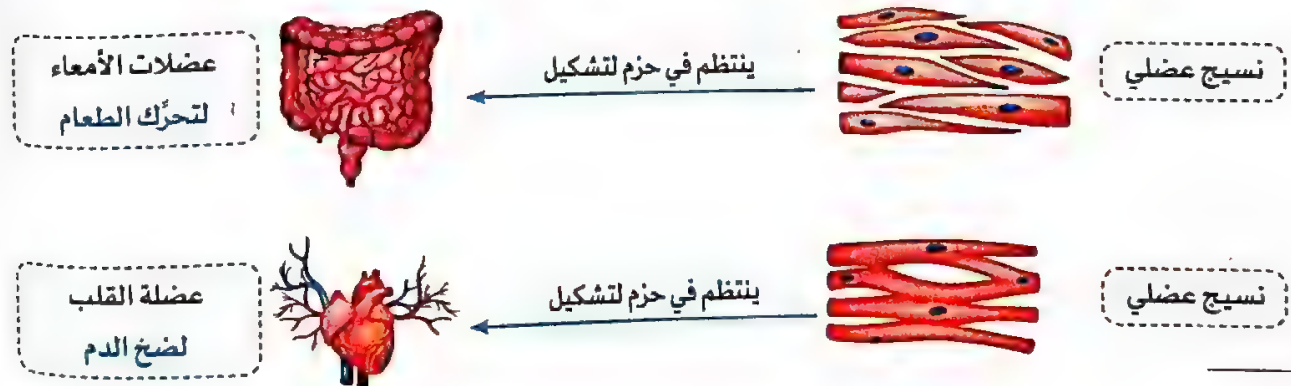 نسيج عضلي
ينتظم في حزم لتشكيل
عضلات الأمعاء
لتحرُّك الطعام
نسيج عضلي
ينتظم في حزم لتشكيل
عضلة القلب
لضخ الدم